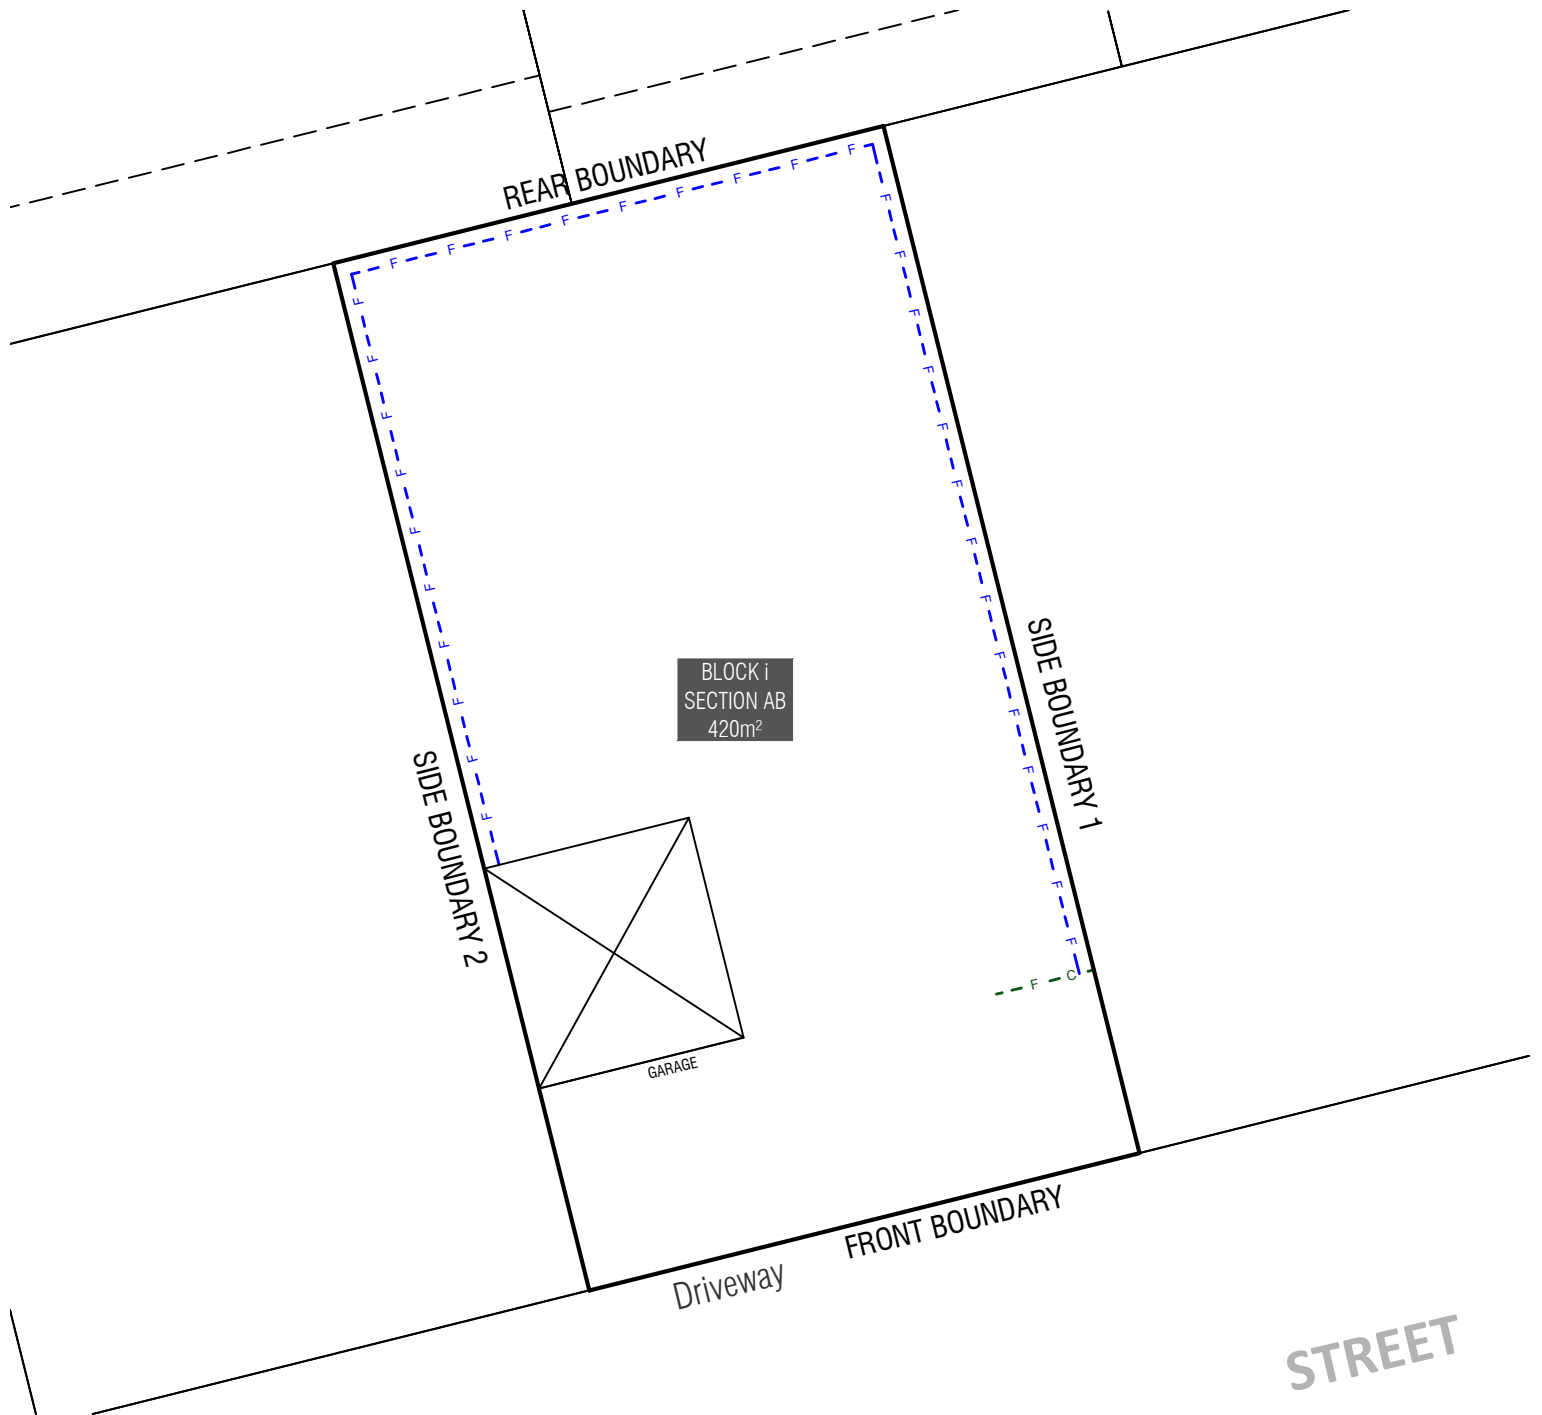 REAR BOUNDARY
F F F F F F F F F
F F F F F F F F F F F F F F
F F F F F F F F F F
BLOCK i
SECTION AB
420m²
SIDE BOUNDARY 1
SIDE BOUNDARY 2
F C
GARAGE
FRONT BOUNDARY
Driveway
STREET